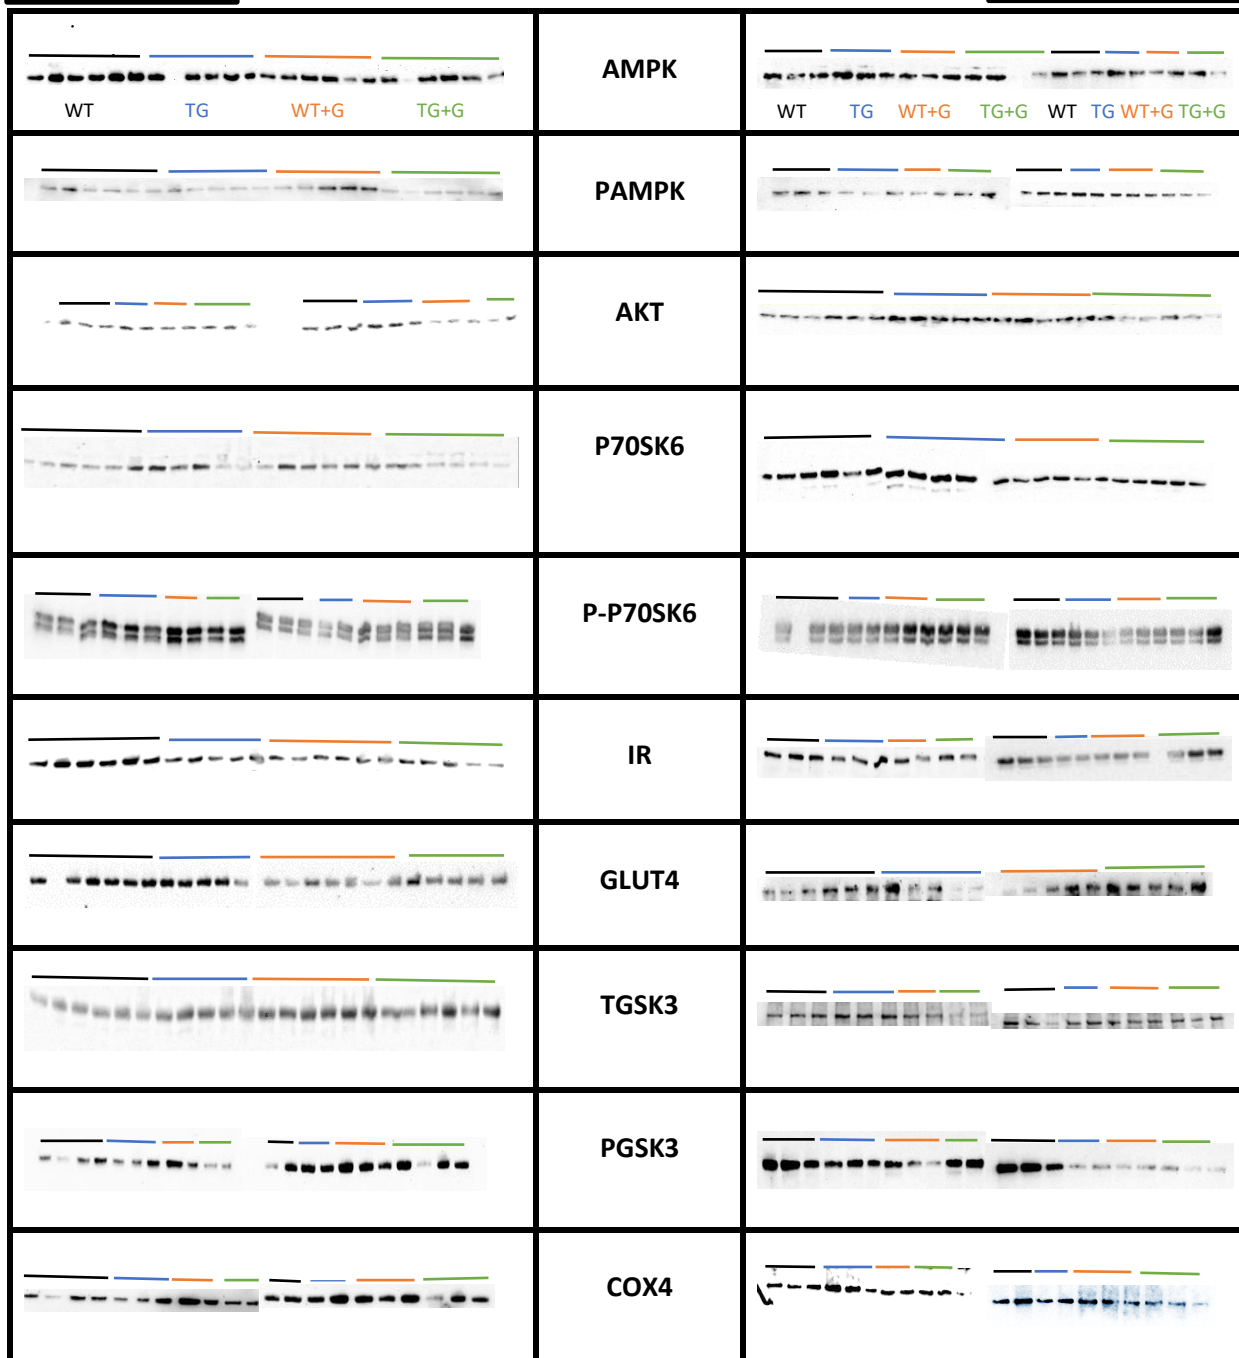 AMPK
WT TG WT+G TG+G
WT TG WT+G TG+G WT TG WT+G TG+G
PAMPK
AKT
P70SK6
P-P70SK6
IR
GLUT4
TGSK3
PGSK3
COX4